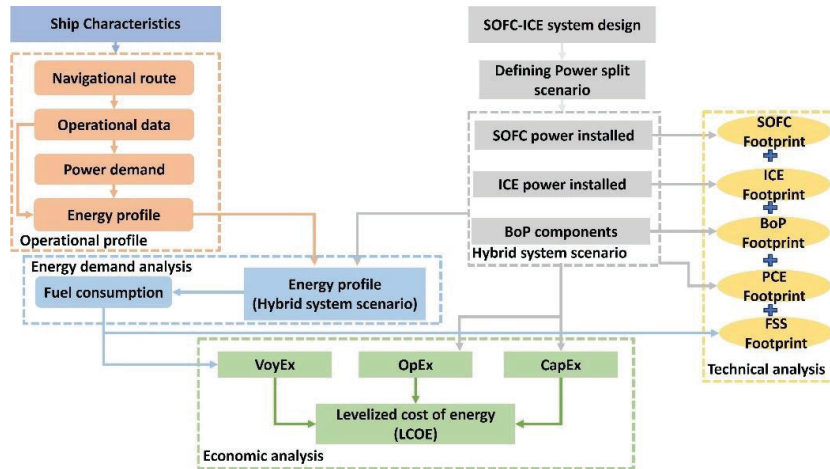 Ship Characteristics
Navigational route
Operational data
Power demand
Energy profile
Operational profile
SOFC-ICE system design
Defining Power split
scenario
SOFC power installed
ICE power installed
BoP components
Hybrid system scenario
SOFC
Footprint
ICE
Footprint
BoP
Footprint
PCE
Footprint
FSS
Footprint
Technical analysis
Energy demand analysis
Fuel consumption
Energy profile
(Hybrid system scenario)
VoyEx
OpEx
CapEx
Levelized cost of energy
(LCOE)
Economic analysis